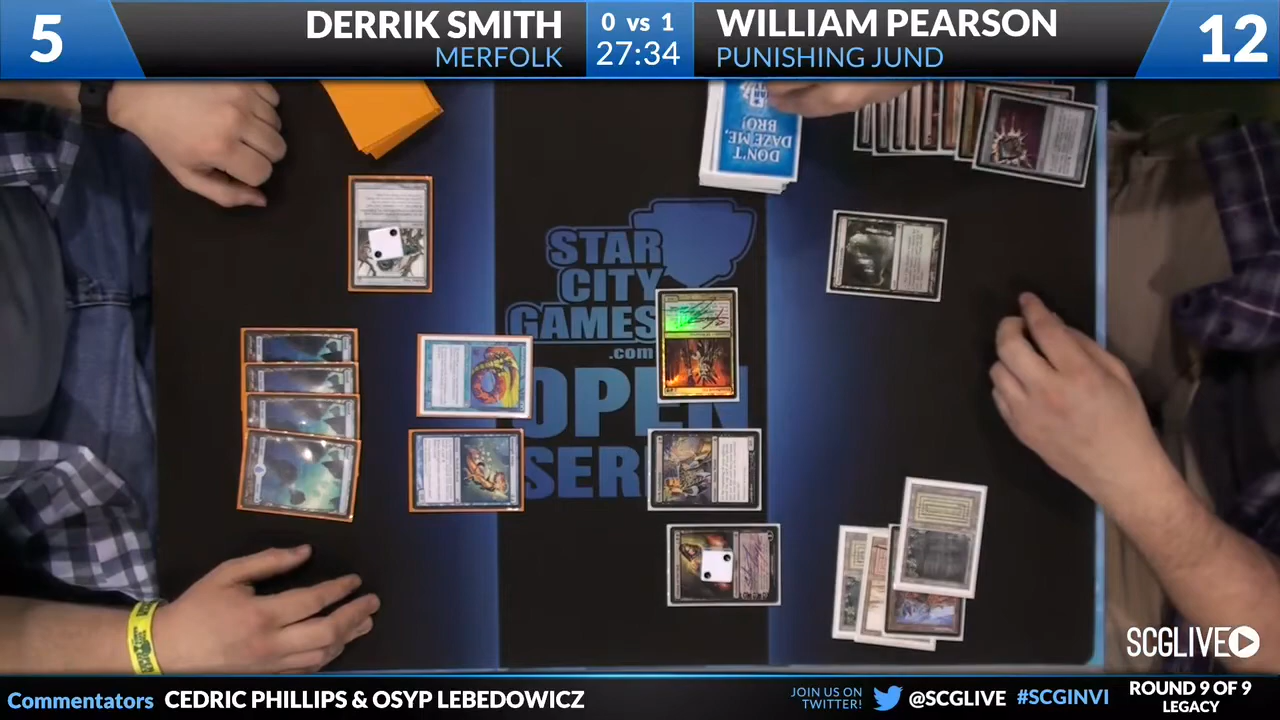 5
DERRIK SMITH
MERFOLK
0 vs 1
27:34
WILLIAM PEARSON
PUNISHING JUND
12
DON'T
DAZE ME,
BRO!
STAR
CITY
GAMES
.com
OPEN
SERI
SCGLIVE
Commentators CEDRIC PHILLIPS & OSYP LEBEDOWICZ
JOIN US ON
TWITTER!
@SCGLIVE #SCGINVI
ROUND 9 OF 9
LEGACY